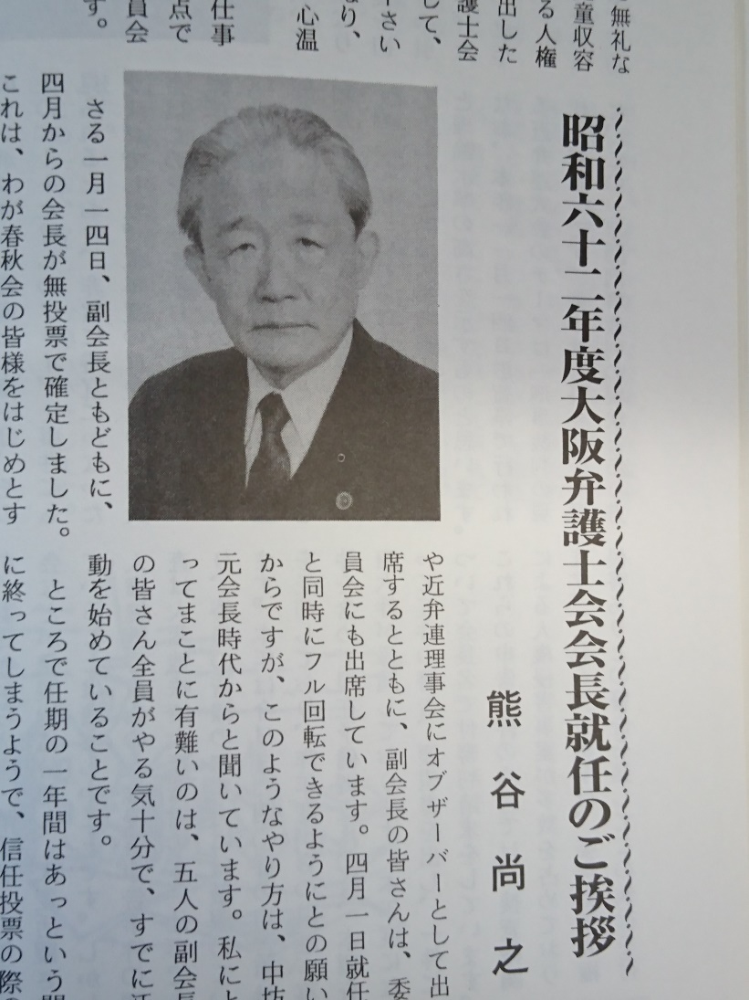 無礼な
童収容
る人権
出した
護士会
して、
下さい
なり、
心温
仕事
点で
員会
す。
昭和六十二年度大阪弁護士会会長就任のご挨拶
熊谷尚之
さる一月一四日、副会長ともどもに、
四月からの会長が無投票で確定しました。
これは、わが春秋会の皆様をはじめとす
や近弁連理事会にオブザーバーとして出
席するとともに、副会長の皆さんは、委
員会にも出席しています。四月一日就任
と同時にフル回転できるようにとの願い
からですが、このようなやり方は、中坊
元会長時代からと聞いています。私にと
ってまことに有難いのは、五人の副会長
の皆さん全員がやる気十分で、すでに活
動を始めていることです。
ところで任期の一年間はあっという間
に終ってしまうようで、信任投票の際の